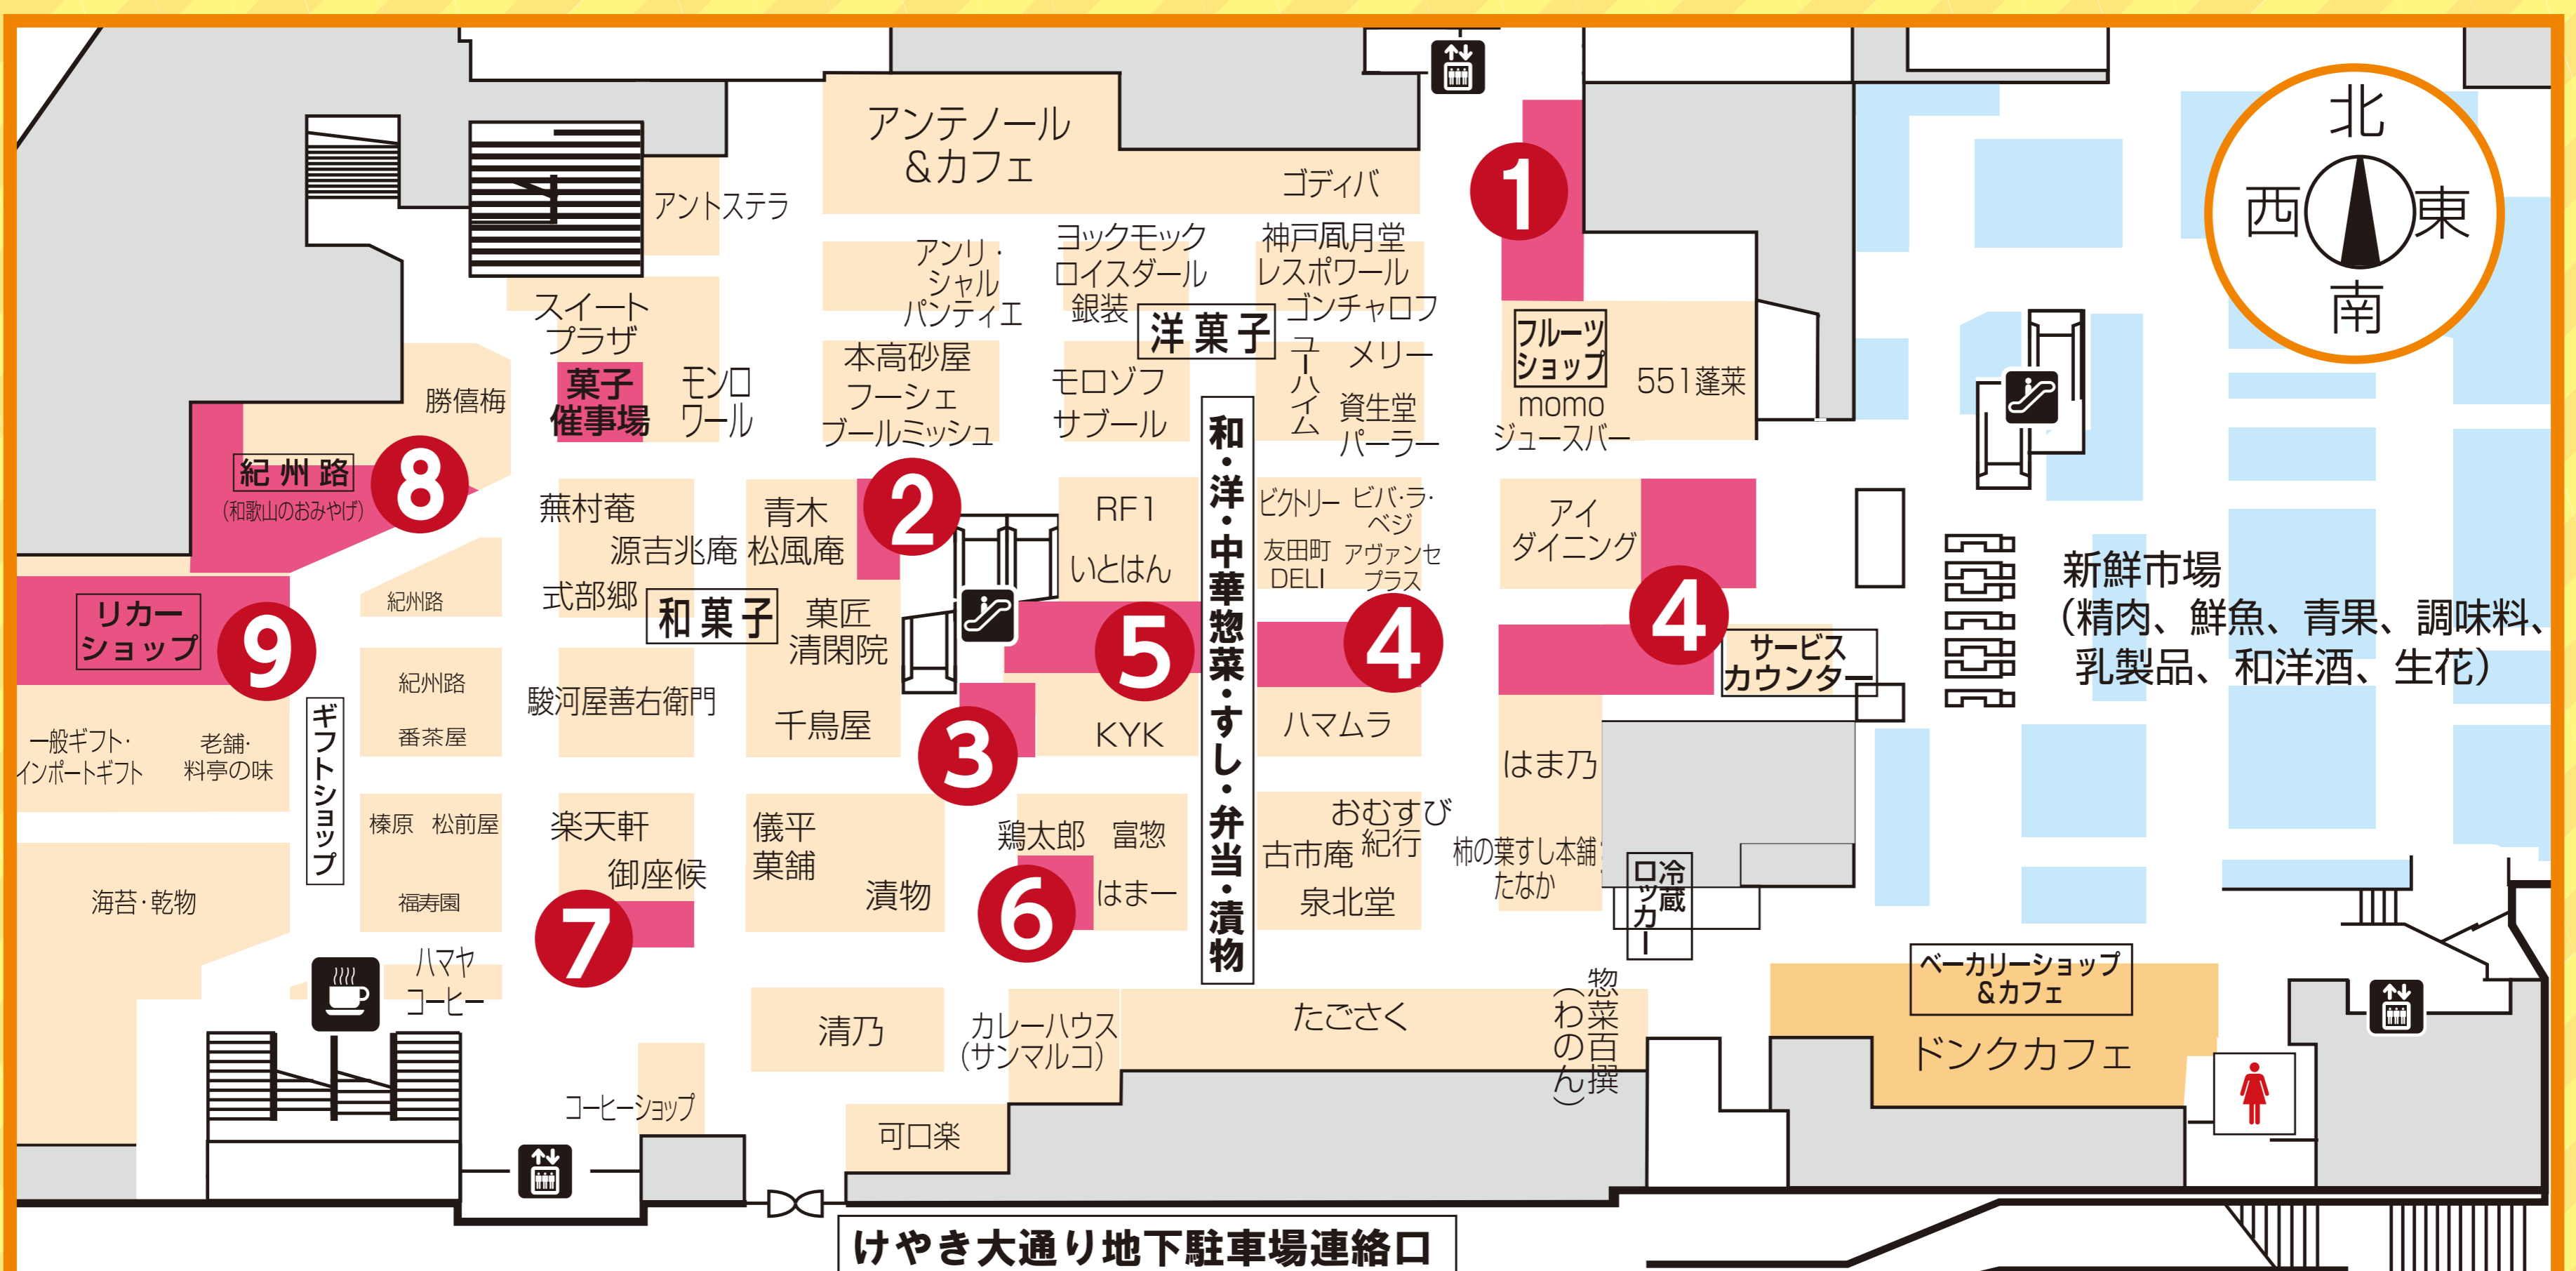 北
西
東
南
アンテノール
&カフェ
ゴディバ
アントステラ
1
アンリ・
シャル
パンティエ
ヨックモック
ロイスダール
銀装
神戸凮月堂
レスポワール
ゴンチャロフ
洋菓子
スイート
プラザ
菓子
催事場
モンロ
ワール
本高砂屋
フーシェ
ブールミッシュ
モロゾフ
サブール
ユーハイム
メリー
資生堂
パーラー
フルーツ
ショップ
momo
ジュースバー
551蓬莱
勝僖梅
8
紀州路
(和歌山のおみやげ)
和・洋・中華惣菜・すし・弁当・漬物
蕪村菴
源吉兆庵
式部郷
青木
松風庵
2
RF1
いとはん
ビクトリー
ビバ・ラ・
ベジ
友田町
DELI
アヴァンセ
プラス
アイ
ダイニング
新鮮市場
(精肉、鮮魚、青果、調味料、
乳製品、和洋酒、生花)
リカー
ショップ
9
紀州路
和菓子
菓匠
清閑院
5
4
4
サービス
カウンター
紀州路
番茶屋
駿河屋善右衛門
千鳥屋
3
KYK
ハマムラ
はま乃
一般ギフト・
インポートギフト
老舗・
料亭の味
ギフトショップ
榛原
松前屋
福寿園
楽天軒
御座候
7
儀平
菓舗
漬物
鶏太郎
富惣
はまー
6
おむすび
紀行
古市庵
泉北堂
柿の葉すし本舗
たなか
冷蔵
ロッカー
海苔・乾物
ハマヤ
コーヒー
清乃
カレーハウス
(サンマルコ)
たごさく
惣菜百撰
(わのん)
ベーカリーショップ
&カフェ
ドンクカフェ
コーヒーショップ
可口楽
けやき大通り地下駐車場連絡口